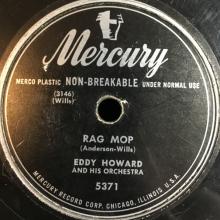 Mercury
MERCO PLASTIC NON-BREAKABLE UNDER NORMAL USE
(3146)
(Wills)
RAG MOP
(Anderson-Wills)
EDDY HOWARD
AND HIS ORCHESTRA
5371
MERCURY RECORD CORP. CHICAGO, ILLINOIS, U.S.A.